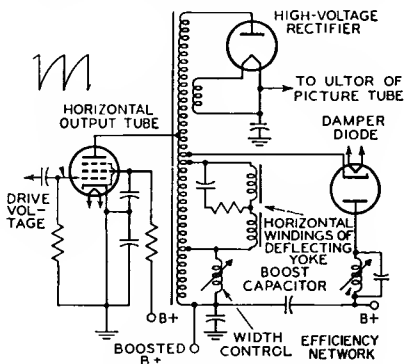 HIGH-VOLTAGE
RECTIFIER
TO ULTOR OF
PICTURE TUBE
HORIZONTAL
OUTPUT TUBE
DAMPER
DIODE
DRIVE
VOL-
TAGE
HORIZONTAL
WINDINGS OF
DEFLECTING
YOKE
BOOST
CAPACITOR
B+
B+
BOOSTED
B+
WIDTH
CONTROL
EFFICIENCY
NETWORK